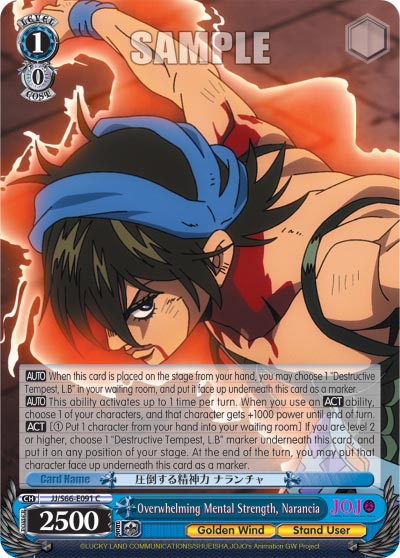 LEVEL
1
SAMPLE
0
COST
AUTO When this card is placed on the stage from your hand, you may choose 1 "Destructive
Tempest, L.B" in your waiting room, and put it face up underneath this card as a marker.
AUTO This activity activates up to 1 time per turn. When you use an ACT ability,
choose 1 of your characters, and that character gets +1000 power until end of turn.
ACT [① Put 1 character from your hand into your waiting room] If you are level 2
or higher, choose 1 "Destructive Tempest, L.B" marker underneath this card, and
put it on any position of your stage. At the end of your turn, put that
character face up underneath this card as a marker.
Card Name 圧倒する精神力 ナランチャ
CH JJ/S66-E091 C
Overwhelming Mental Strength, Narancia
JOJO
POWER
2500
Golden Wind
Stand User
©LUCKY LAND COMMUNICATIONS/SHUEISHA,JOJO's Animation GW Project